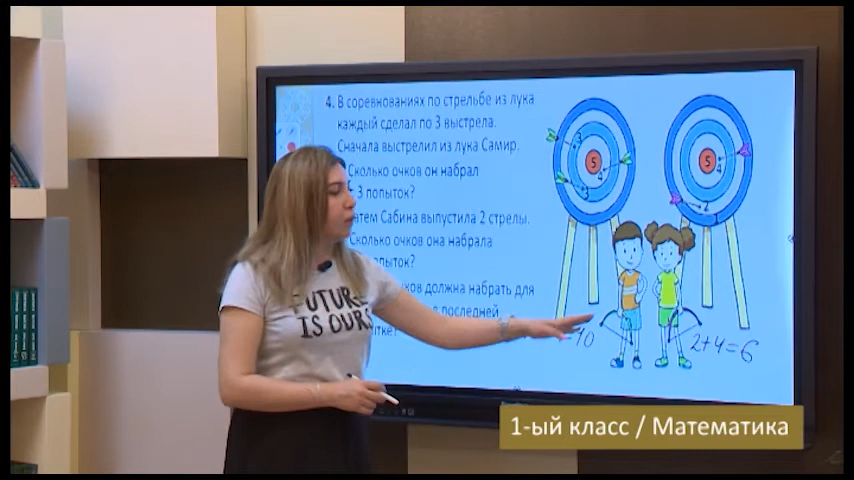 4. В соревнованиях по стрельбе из лука
каждый сделал по 3 выстрела.
Сначала выстрелил из лука Самир.
Сколько очков он набрал
3 попыток?
Сабина выпустила 2 стрелы.
Сколько очков она набрала
должна набрать для
в последней
5
3
4
3
5
4
2
10
2+4=6
FUTURE
IS OURS
1-ый класс / Математика